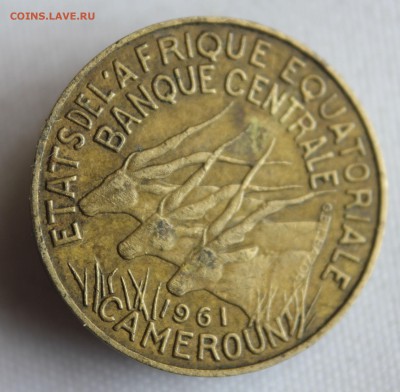 COINS.LAVE.RU
ETATS DE L'AFRIQUE EQUATORIALE
BANQUE CENTRALE
1961
CAMEROUN